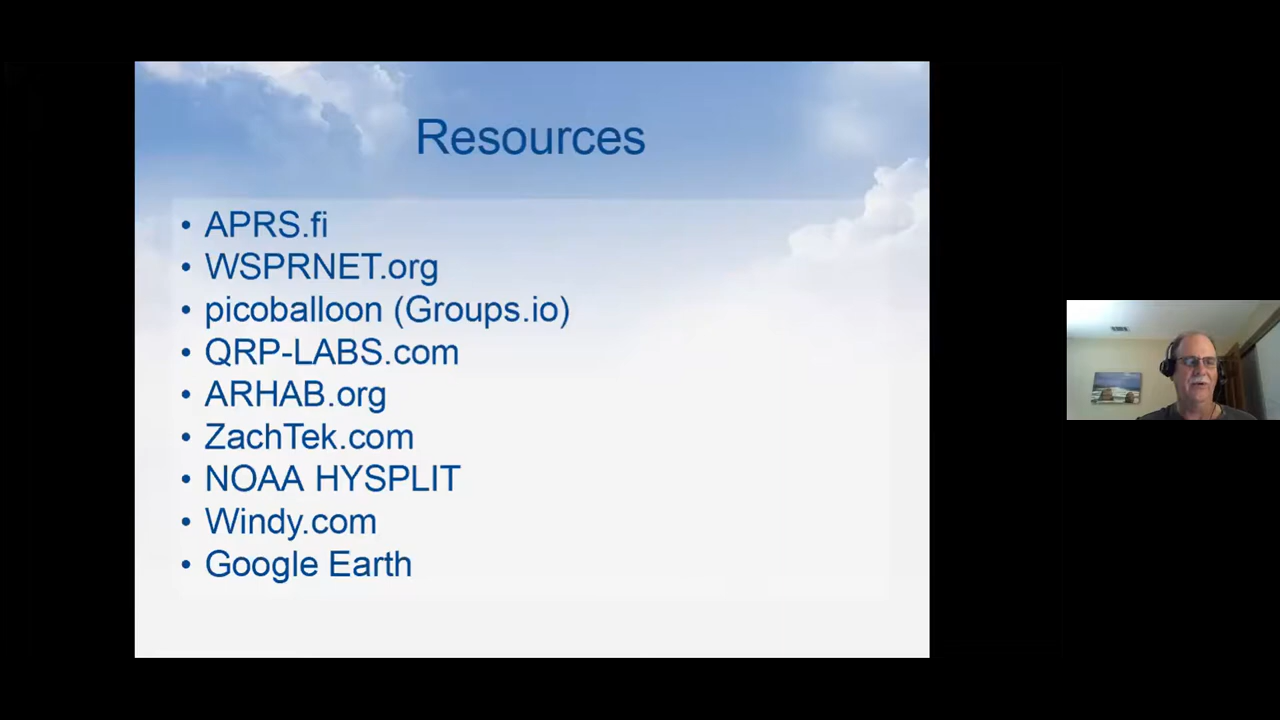 Resources
• APRS.fi
• WSPRNET.org
• picoballoon (Groups.io)
• QRP-LABS.com
• ARHAB.org
• ZachTek.com
• NOAA HYSPLIT
• Windy.com
• Google Earth